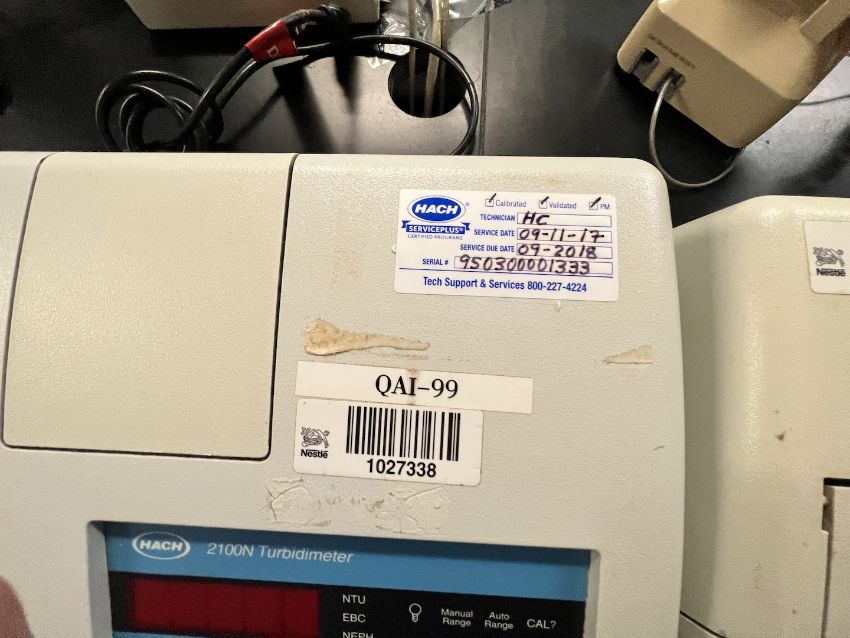 HACH
SERVICEPLUS®
CERTIFIED PROGRAMS
Calibrated Validated PM
TECHNICIAN HC
SERVICE DATE 09-11-17
SERVICE DUE DATE 09-2018
SERIAL # 950300001333
Tech Support & Services 800-227-4224
Nestlé
QAI-99
Nestlé
1027338
HACH 2100N Turbidimeter
NTU
EBC
NEPH
Manual Range
Auto Range
CAL?